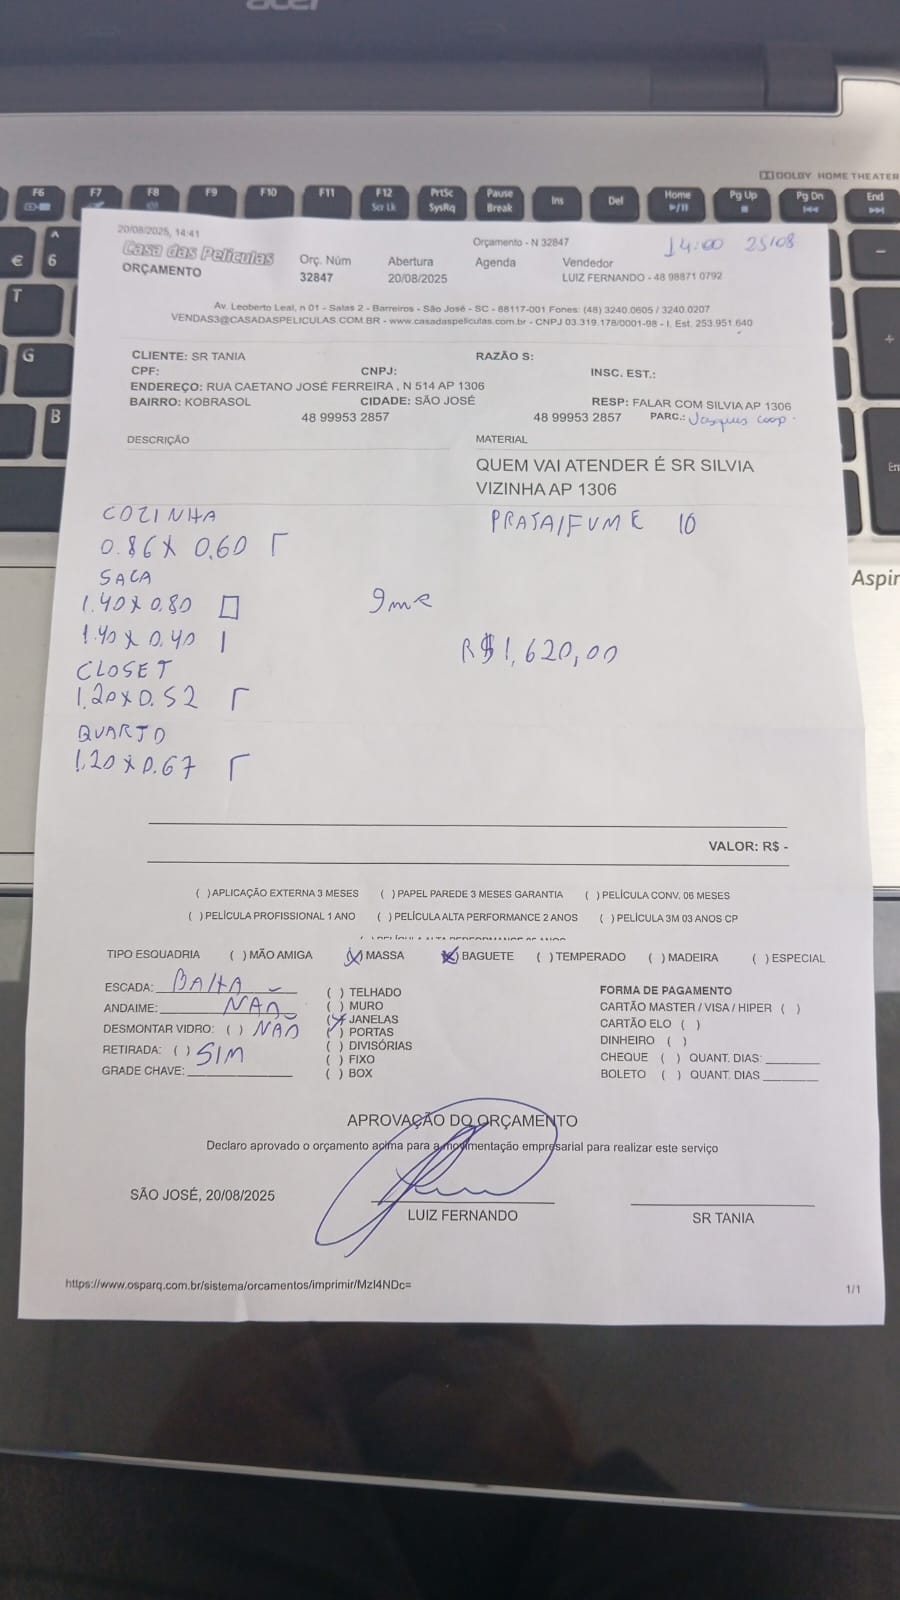 acer
DOLBY HOME THEATER
F6
F7
F8
F9
F10
F11
F12
Scr Lk
PrtSc
SysRq
Pause
Break
Ins
Del
Home
Pg Up
Pg Dn
End
€ 6
T
G
B
En
Aspir
20/08/2025, 14:41
Orçamento - N 32847
14:00 25/08
Casa das Películas
ORÇAMENTO
Orç. Núm
32847
Abertura
20/08/2025
Agenda
Vendedor
LUIZ FERNANDO - 48 98871 0792
Av. Leoberto Leal, n 01 - Salas 2 - Barreiros - São José - SC - 88117-001 Fones: (48) 3240.0605 / 3240.0207
VENDAS3@CASADASPELICULAS.COM.BR - www.casadaspeliculas.com.br - CNPJ 03.319.178/0001-98 - I. Est. 253.951.640
CLIENTE: SR TANIA RAZÃO S:
CPF: CNPJ: INSC. EST.:
ENDEREÇO: RUA CAETANO JOSÉ FERREIRA , N 514 AP 1306
BAIRRO: KOBRASOL CIDADE: SÃO JOSÉ RESP: FALAR COM SILVIA AP 1306
48 99953 2857 48 99953 2857 PARC.: coop.
DESCRIÇÃO MATERIAL
QUEM VAI ATENDER É SR SILVIA
VIZINHA AP 1306
COZINHA PRATA/FUME 10
0.86 X 0.60
SALA
1.40 X 0.80 9m2
1.40 X 0.40
R$ 1,620,00
CLOSET
1.20 X 0.52
QUARTO
1.20 X 0.67
VALOR: R$ -
( )APLICAÇÃO EXTERNA 3 MESES ( )PAPEL PAREDE 3 MESES GARANTIA ( )PELÍCULA CONV. 06 MESES
( )PELÍCULA PROFISSIONAL 1 ANO ( )PELÍCULA ALTA PERFORMANCE 2 ANOS ( )PELÍCULA 3M 03 ANOS CP
TIPO ESQUADRIA ( )MÃO AMIGA (X)MASSA (X)BAGUETE ( )TEMPERADO ( )MADEIRA ( )ESPECIAL
ESCADA: BAIXA
ANDAIME: NAO
DESMONTAR VIDRO: ( ) NÃO
RETIRADA: ( ) SIM
GRADE CHAVE:
( ) TELHADO
( ) MURO
(X) JANELAS
( ) PORTAS
( ) DIVISÓRIAS
( ) FIXO
( ) BOX
FORMA DE PAGAMENTO
CARTÃO MASTER / VISA / HIPER ( )
CARTÃO ELO ( )
DINHEIRO ( )
CHEQUE ( ) QUANT. DIAS:
BOLETO ( ) QUANT. DIAS
APROVAÇÃO DO ORÇAMENTO
Declaro aprovado o orçamento acima para a movimentação empresarial para realizar este serviço
SÃO JOSÉ, 20/08/2025
LUIZ FERNANDO
SR TANIA
https://www.osparq.com.br/sistema/orcamentos/imprimir/MzI4NDc=
1/1